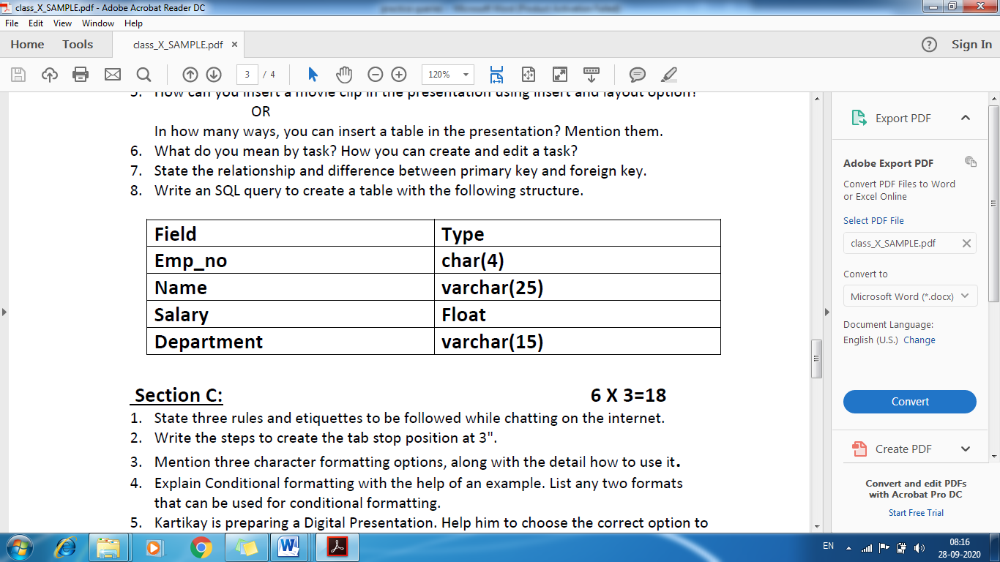 class_X_SAMPLE.pdf - Adobe Acrobat Reader DC
File Edit View Window Help
Home Tools class_X_SAMPLE.pdf × ? Sign In
3 / 4 120%
5. How can you insert a movie clip in the presentation using insert and layout option?
OR
In how many ways, you can insert a table in the presentation? Mention them.
6. What do you mean by task? How you can create and edit a task?
7. State the relationship and difference between primary key and foreign key.
8. Write an SQL query to create a table with the following structure.
Field Type
Emp_no char(4)
Name varchar(25)
Salary Float
Department varchar(15)
Section C: 6 X 3=18
1. State three rules and etiquettes to be followed while chatting on the internet.
2. Write the steps to create the tab stop position at 3".
3. Mention three character formatting options, along with the detail how to use it.
4. Explain Conditional formatting with the help of an example. List any two formats
that can be used for conditional formatting.
5. Kartikay is preparing a Digital Presentation. Help him to choose the correct option to
Export PDF
Adobe Export PDF
Convert PDF Files to Word
or Excel Online
Select PDF File
class_X_SAMPLE.pdf
Convert to
Microsoft Word (*.docx)
Document Language:
English (U.S.) Change
Convert
Create PDF
Convert and edit PDFs
with Acrobat Pro DC
Start Free Trial
EN 08:16
28-09-2020